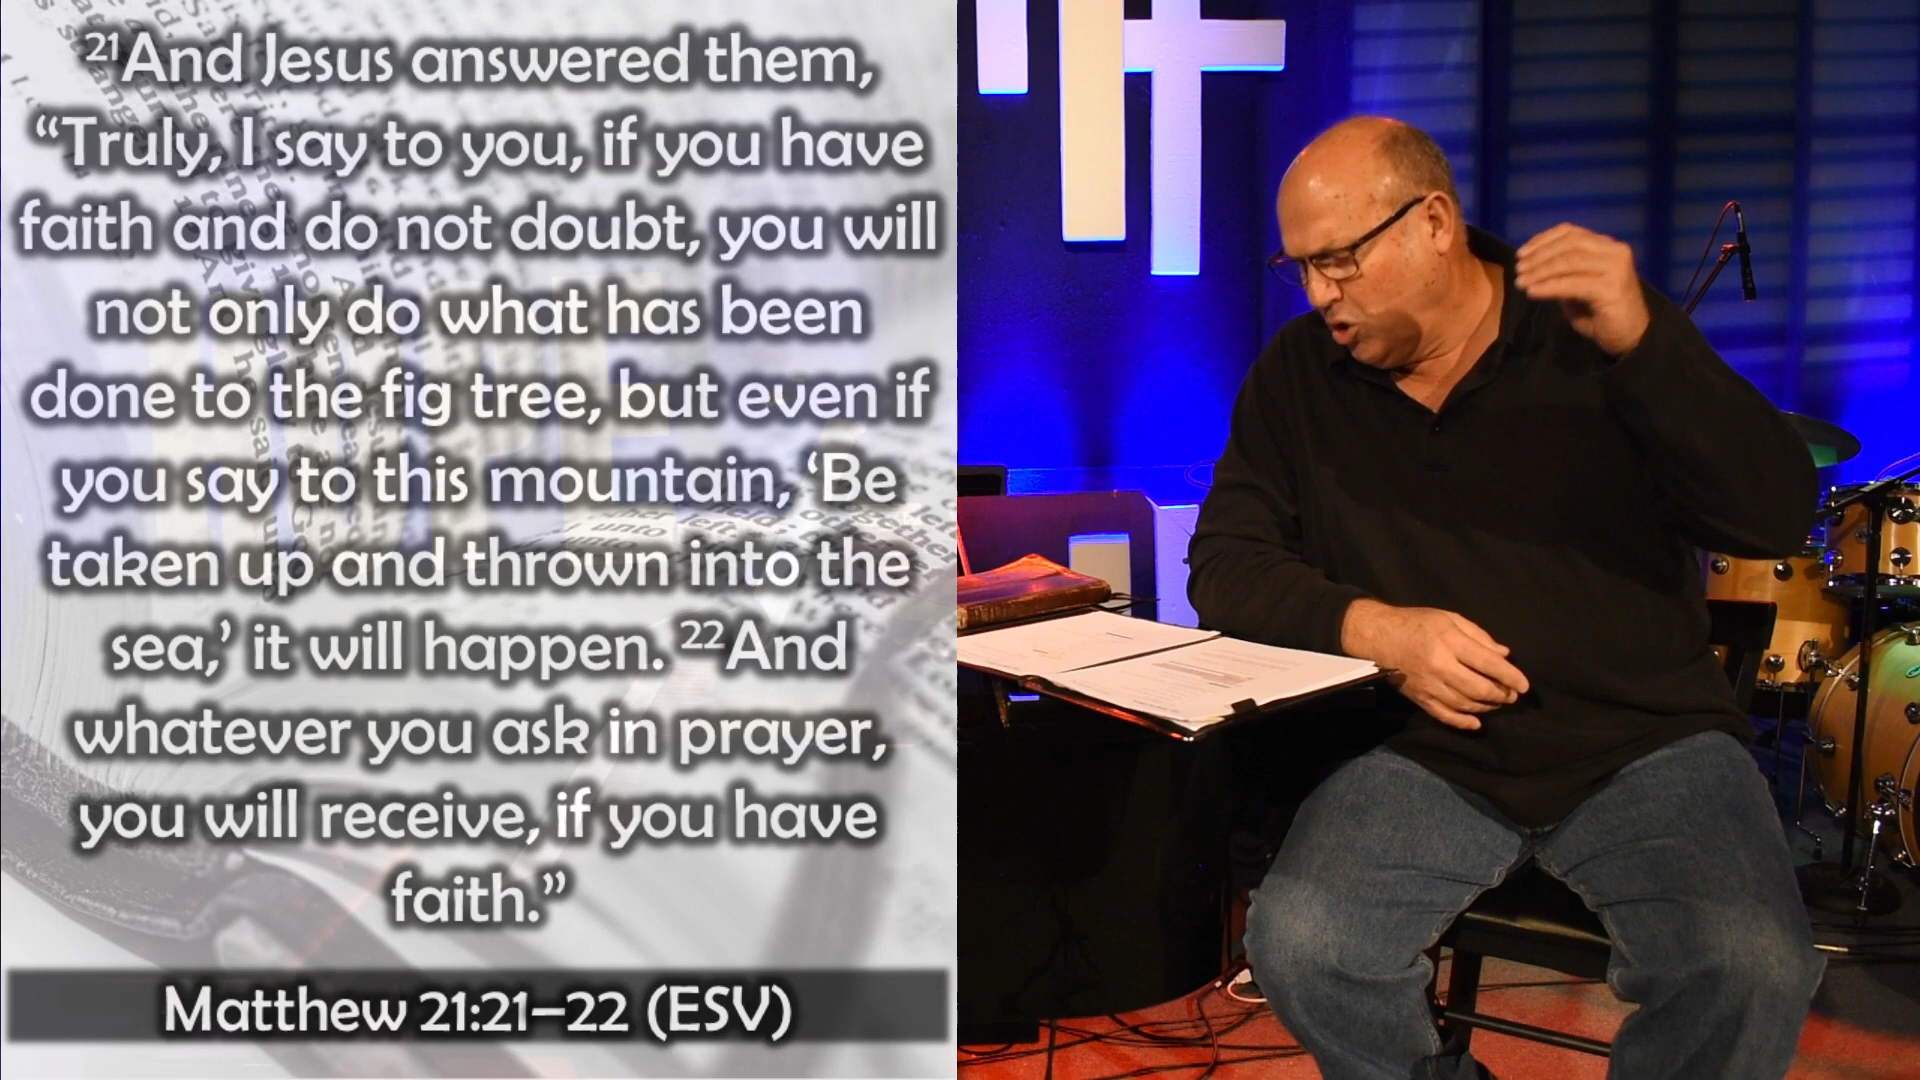 ²¹And Jesus answered them,
“Truly, I say to you, if you have
faith and do not doubt, you will
not only do what has been
done to the fig tree, but even if
you say to this mountain, ‘Be
taken up and thrown into the
sea,’ it will happen. ²²And
whatever you ask in prayer,
you will receive, if you have
faith.”
Matthew 21:21–22 (ESV)